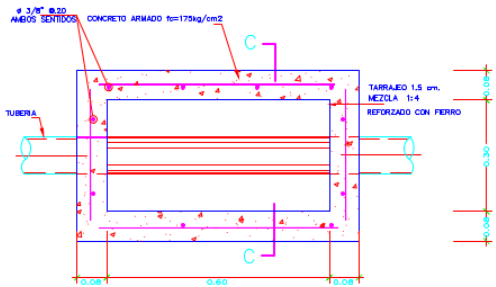 ø 3/8" @.20
AMBOS SENTIDOS
CONCRETO ARMADO fc=175kg/cm2
C
TARRAJEO 1.5 cm.
MEZCLA 1:4
REFORZADO CON FIERRO
TUBERIA
0.08
0.30
0.08
C
0.08
0.60
0.08